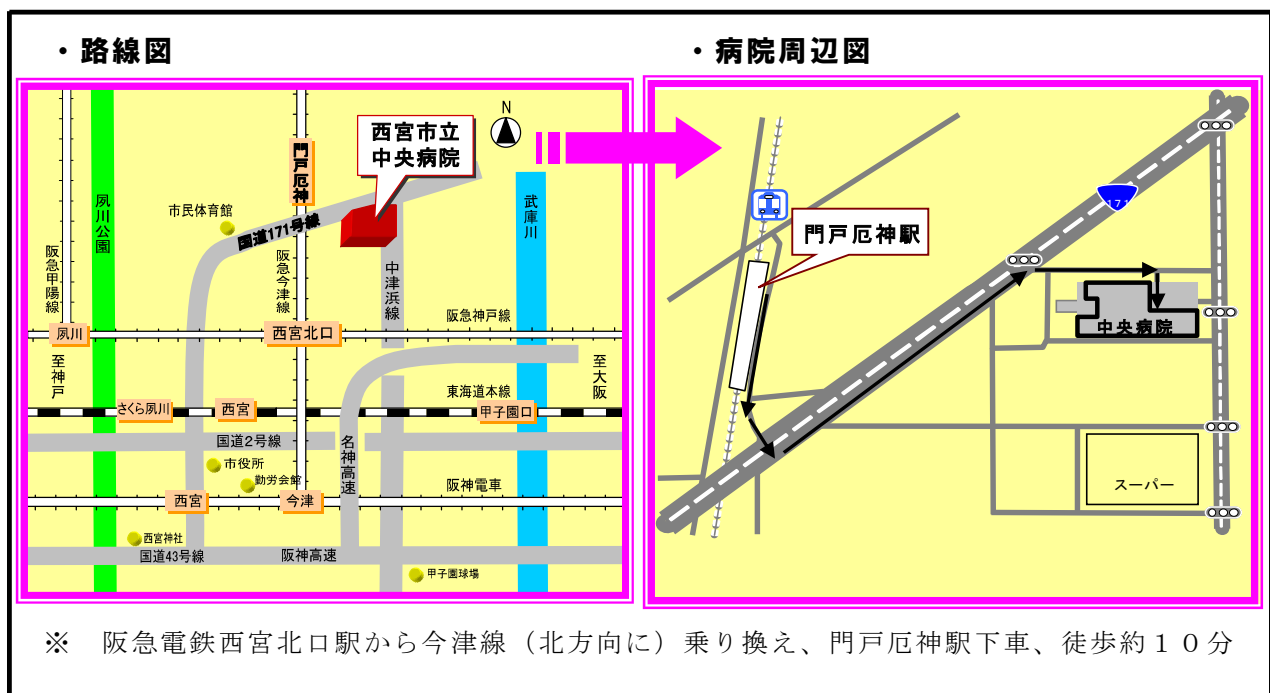 ・路線図
・病院周辺図
西宮市立
中央病院
N
門戸厄神
夙川公園
市民体育館
国道171号線
武庫川
阪急甲陽線
阪急今津線
中津浜線
阪急神戸線
夙川
西宮北口
至神戸
至大阪
東海道本線
さくら夙川
西宮
甲子園口
国道2号線
名神高速
市役所
勤労会館
阪神電車
西宮
今津
西宮神社
国道43号線
阪神高速
甲子園球場
171
門戸厄神駅
中央病院
スーパー
※　阪急電鉄西宮北口駅から今津線（北方向に）乗り換え、門戸厄神駅下車、徒歩約１０分